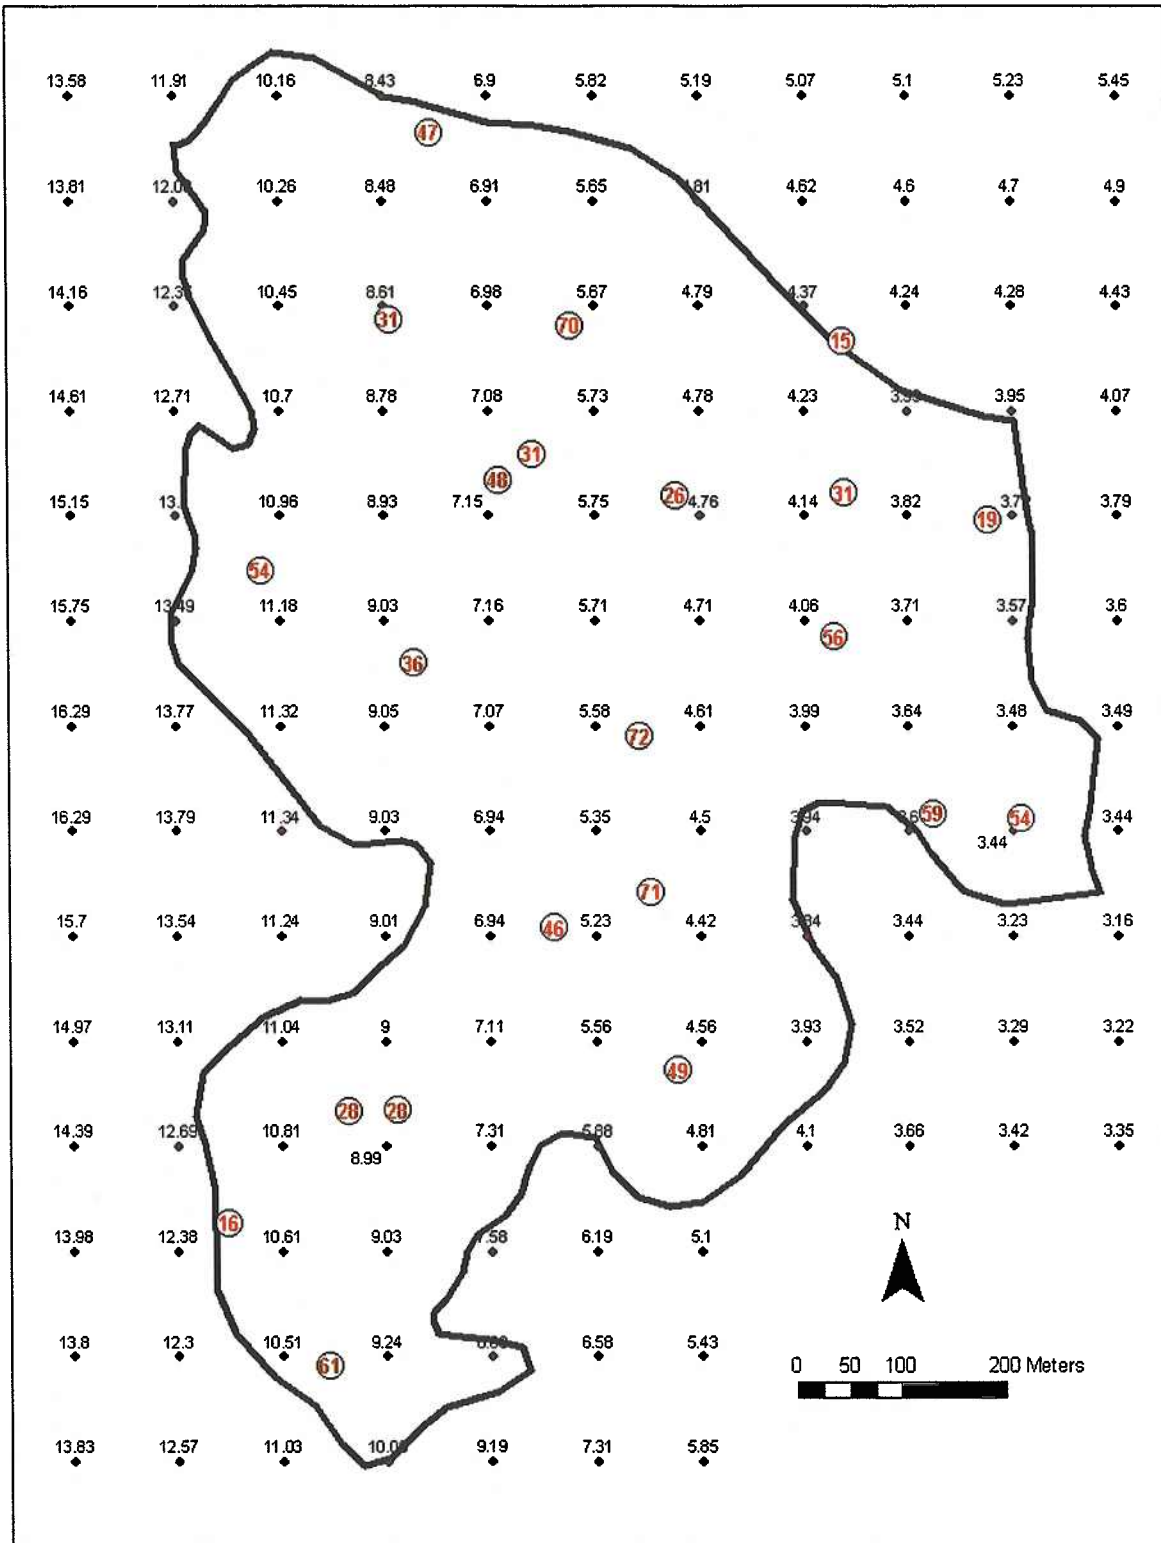 13.58 11.91 10.16 8.43 6.9 5.82 5.19 5.07 5.1 5.23 5.45
47
13.81 10.26 8.48 6.91 5.65 4.62 4.6 4.7 4.9
14.16 10.45 8.61 6.98 5.67 4.79 4.37 4.24 4.28 4.43
31 70
15
14.61 12.71 10.7 8.78 7.08 5.73 4.78 4.23 3.95 4.07
31
48 26 31
15.15 10.96 8.93 7.15 5.75 4.76 4.14 3.82 3.79
19
54
15.75 13.49 11.18 9.03 7.16 5.71 4.71 4.06 3.71 3.57 3.6
56
36
16.29 13.77 11.32 9.05 7.07 5.58 4.61 3.99 3.64 3.48 3.49
72
16.29 13.79 11.34 9.03 6.94 5.35 4.5 3.94 59 54 3.44
3.44
71
15.7 13.54 11.24 9.01 6.94 46 5.23 4.42 3.84 3.44 3.23 3.16
14.97 13.11 11.04 9 7.11 5.56 4.56 3.93 3.52 3.29 3.22
49
28 28
14.39 12.69 10.81 7.31 5.88 4.81 4.1 3.66 3.42 3.35
8.99
16 N
13.98 12.38 10.61 9.03 7.58 6.19 5.1
13.8 12.3 10.51 9.24 6.58 5.43
61
0 50 100 200 Meters
13.83 12.57 11.03 9.19 7.31 5.85